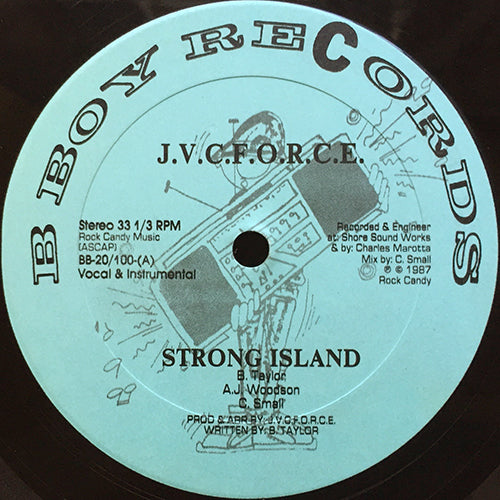 B BOY RECORDS
J.V.C.F.O.R.C.E.
Stereo 33 1/3 RPM
Rock Candy Music
(ASCAP)
BB-20/100-(A)
Vocal & Instrumental
Recorded & Engineer
at: Shore Sound Works
& by: Charles Marotta
Mix by: C. Small
℗ © 1987
Rock Candy
STRONG ISLAND
B. Taylor
A.J. Woodson
C. Small
PROD & ARR BY: J.V.C.F.O.R.C.E.
WRITTEN BY: B. TAYLOR